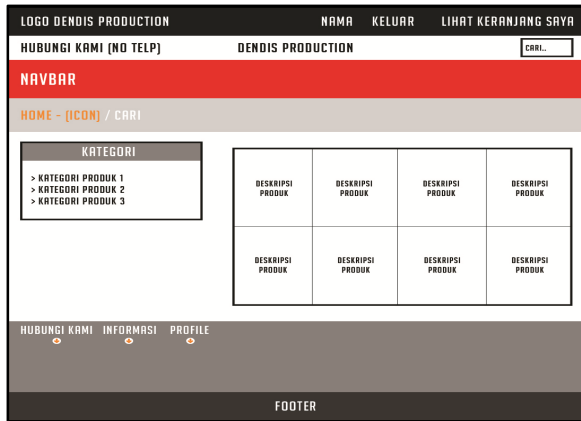 LOGO DENDIS PRODUCTION NAMA KELUAR LIHAT KERANJANG SAYA
HUBUNGI KAMI (NO TELP) DENDIS PRODUCTION CARI..
NAVBAR
HOME - [ICON] / CARI
KATEGORI
> KATEGORI PRODUK 1
> KATEGORI PRODUK 2
> KATEGORI PRODUK 3
DESKRIPSI PRODUK
DESKRIPSI PRODUK
DESKRIPSI PRODUK
DESKRIPSI PRODUK
DESKRIPSI PRODUK
DESKRIPSI PRODUK
DESKRIPSI PRODUK
DESKRIPSI PRODUK
HUBUNGI KAMI INFORMASI PROFILE
FOOTER